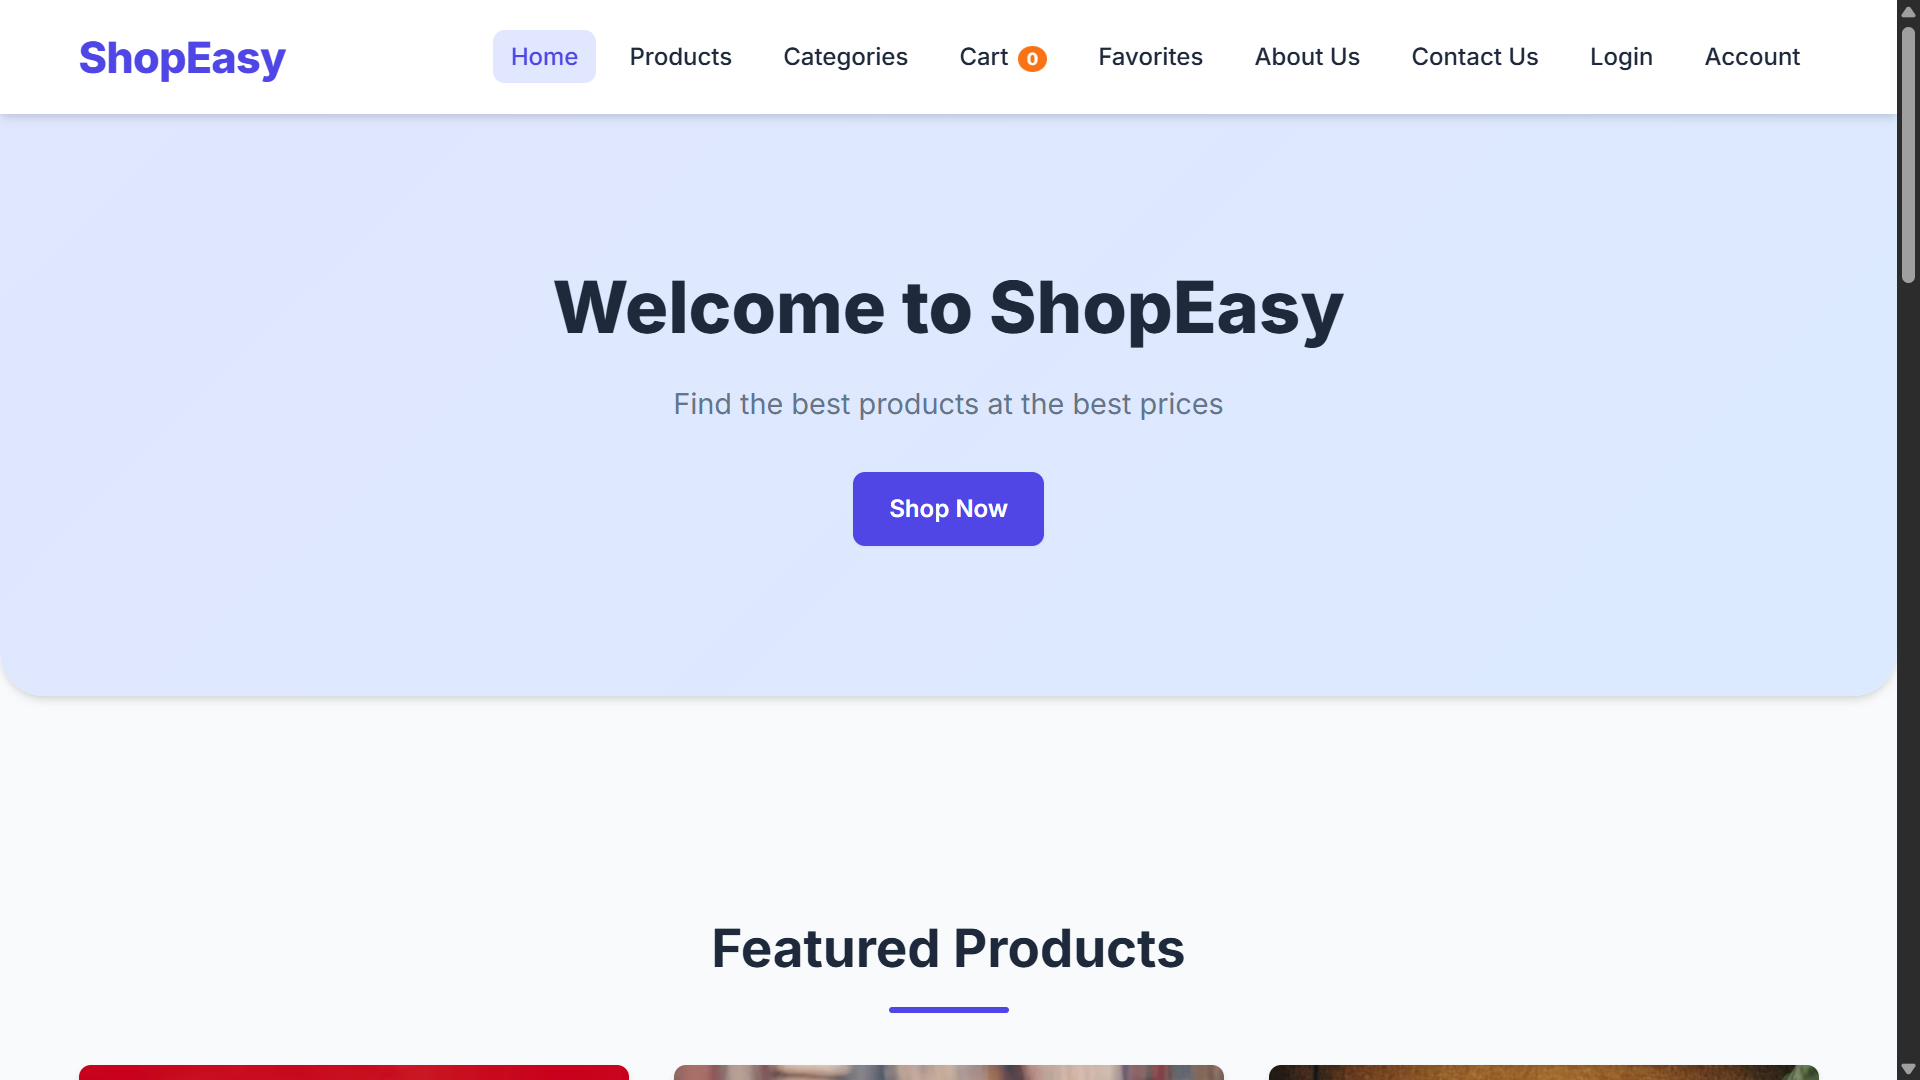 ShopEasy
Home Products Categories Cart 0 Favorites About Us Contact Us Login Account
Welcome to ShopEasy
Find the best products at the best prices
Shop Now
Featured Products